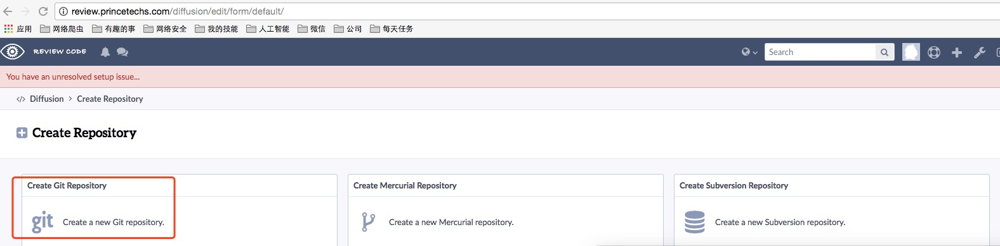 review.princetechs.com/diffusion/edit/form/default/
应用 网络爬虫 有趣的事 网络安全 我的技能 人工智能 微信 公司 每天任务
REVIEW CODE Search
You have an unresolved setup issue...
</> Diffusion > Create Repository
Create Repository
Create Git Repository Create Mercurial Repository Create Subversion Repository
git Create a new Git repository. Create a new Mercurial repository. Create a new Subversion repository.